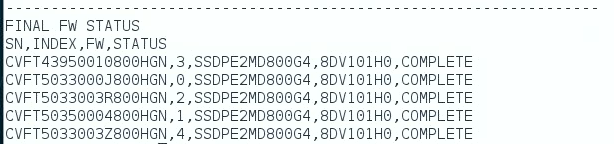 --------------------------------------------------------------------
FINAL FW STATUS
SN,INDEX,FW,STATUS
CVFT43950010800HGN,3,SSDPE2MD800G4,8DV101H0,COMPLETE
CVFT5033000J800HGN,0,SSDPE2MD800G4,8DV101H0,COMPLETE
CVFT5033003R800HGN,2,SSDPE2MD800G4,8DV101H0,COMPLETE
CVFT50350004800HGN,1,SSDPE2MD800G4,8DV101H0,COMPLETE
CVFT5033003Z800HGN,4,SSDPE2MD800G4,8DV101H0,COMPLETE